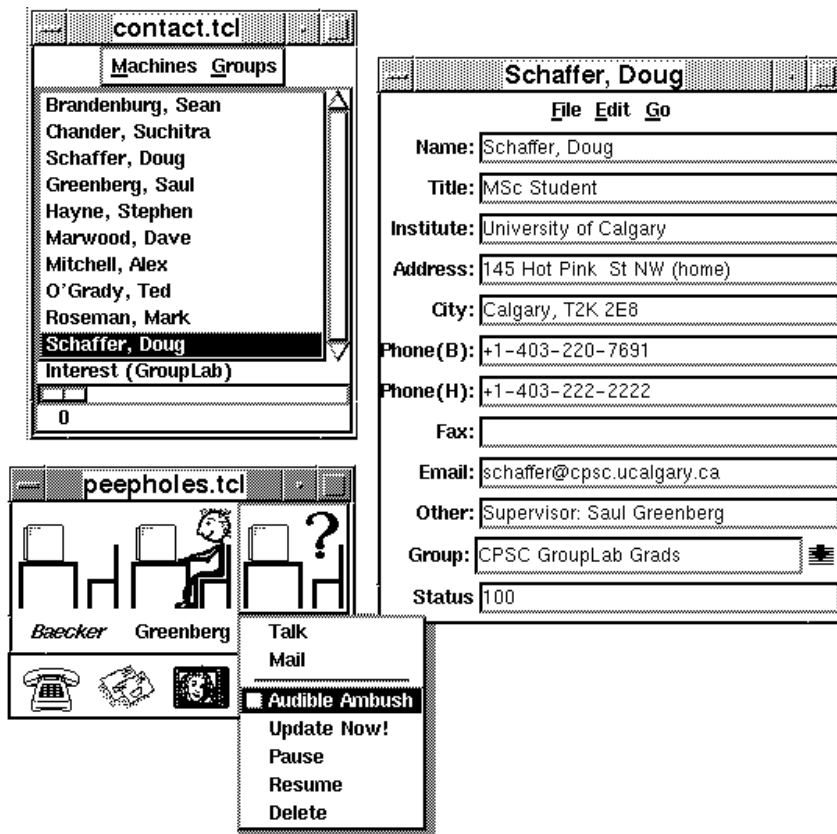 contact.tcl
Machines Groups
Brandenburg, Sean
Chander, Suchitra
Schaffer, Doug
Greenberg, Saul
Hayne, Stephen
Marwood, Dave
Mitchell, Alex
O'Grady, Ted
Roseman, Mark
Schaffer, Doug
Interest (GroupLab)
0
Schaffer, Doug
File Edit Go
Name: Schaffer, Doug
Title: MSc Student
Institute: University of Calgary
Address: 145 Hot Pink St NW (home)
City: Calgary, T2K 2E8
Phone(B): +1-403-220-7691
Phone(H): +1-403-222-2222
Fax:
Email: schaffer@cpsc.ucalgary.ca
Other: Supervisor: Saul Greenberg
Group: CPSC GroupLab Grads
Status 100
peepholes.tcl
?
Baecker Greenberg
Talk
Mail
Audible Ambush
Update Now!
Pause
Resume
Delete